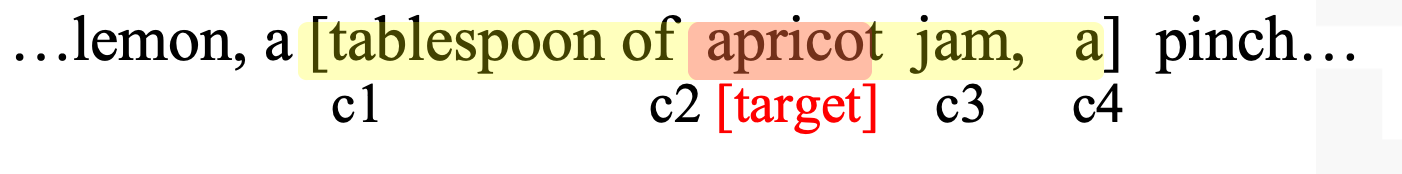 ...lemon, a [tablespoon of apricot jam, a] pinch...
c1 c2 [target] c3 c4